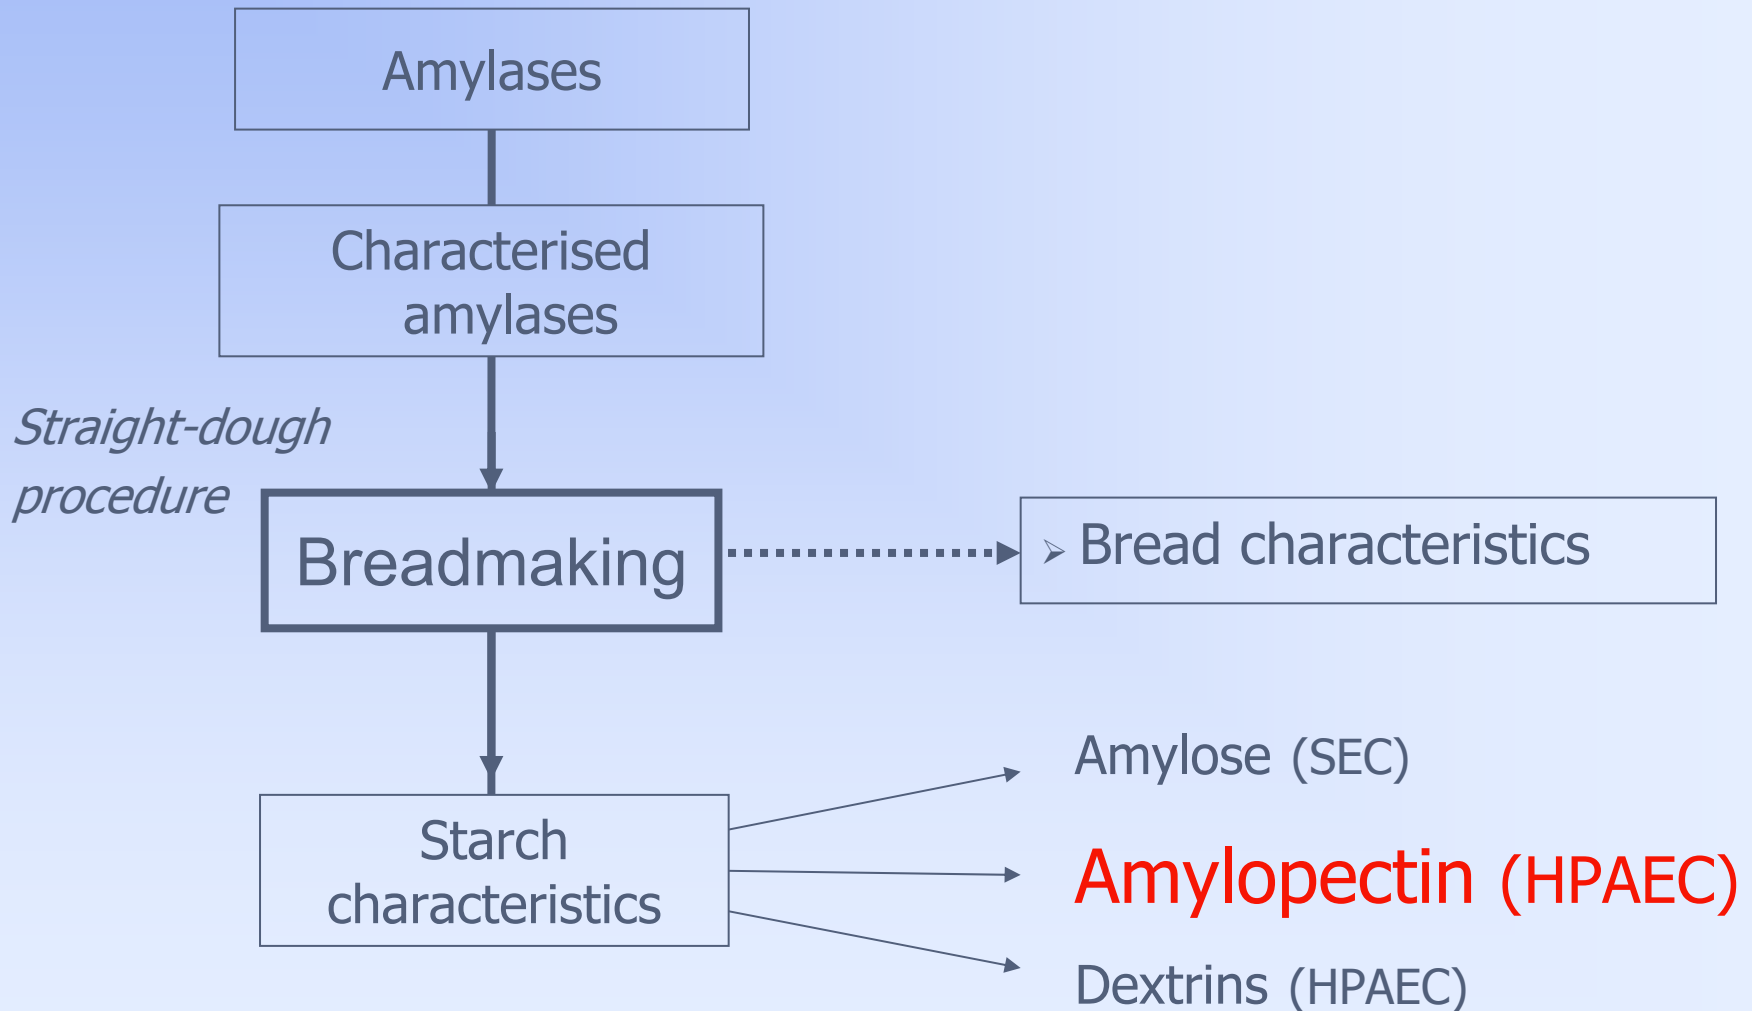 Amylases
Characterised
amylases
Straight-dough
procedure
Breadmaking
➢ Bread characteristics
Starch
characteristics
Amylose (SEC)
Amylopectin (HPAEC)
Dextrins (HPAEC)